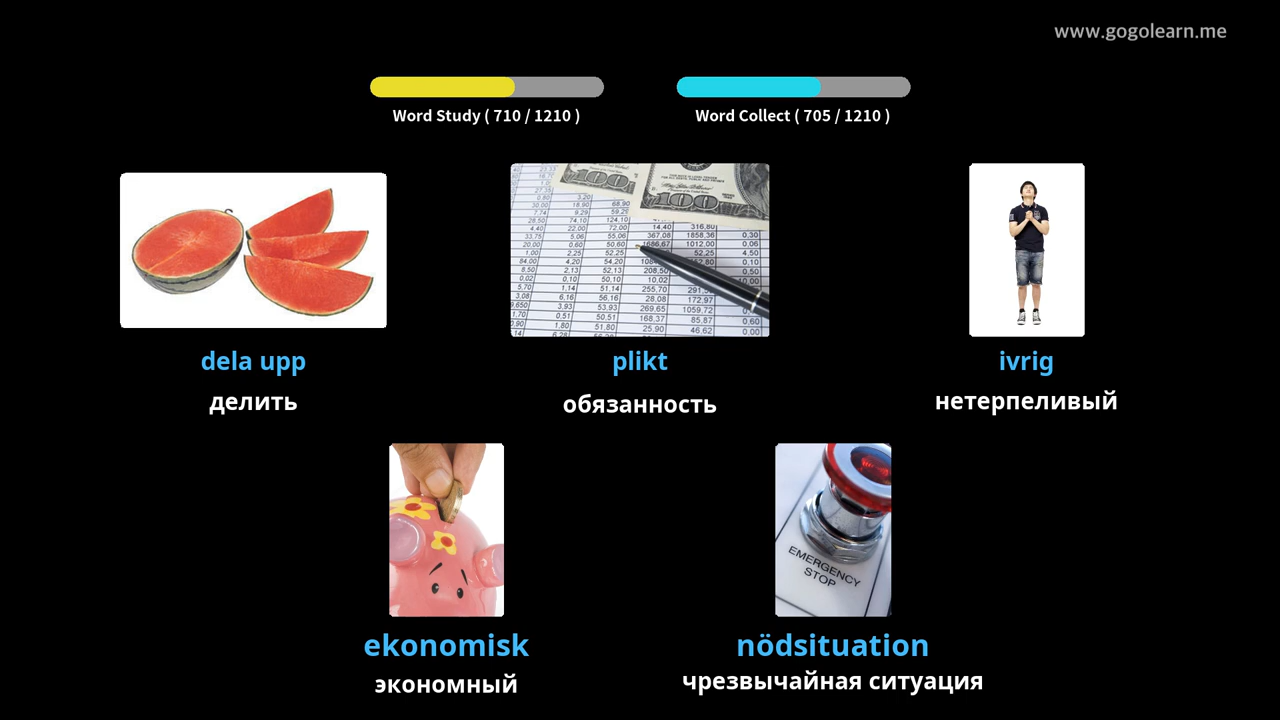 www.gogolearn.me
Word Study ( 710 / 1210 )
Word Collect ( 705 / 1210 )
dela upp
plikt
ivrig
делить
обязанность
нетерпеливый
EMERGENCY
STOP
ekonomisk
nödsituation
экономный
чрезвычайная ситуация